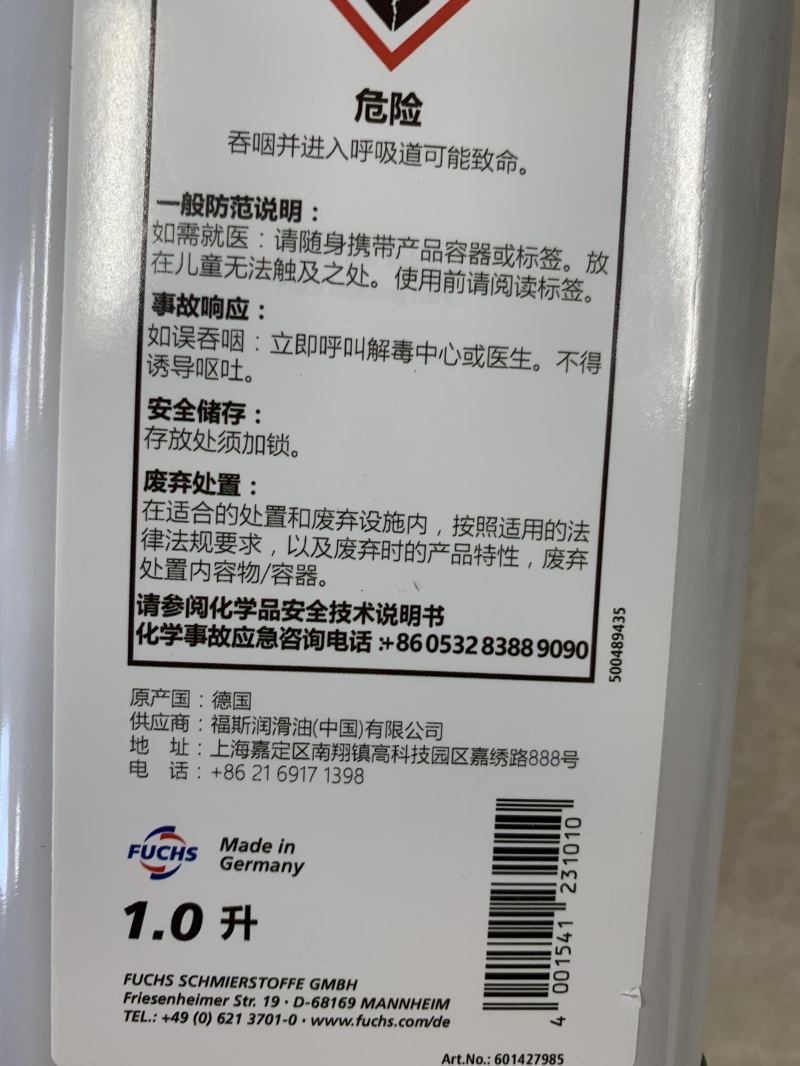 危险
吞咽并进入呼吸道可能致命。
一般防范说明：
如需就医：请随身携带产品容器或标签。放
在儿童无法触及之处。使用前请阅读标签。
事故响应：
如误吞咽：立即呼叫解毒中心或医生。不得
诱导呕吐。
安全储存：
存放处须加锁。
废弃处置：
在适合的处置和废弃设施内，按照适用的法
律法规要求，以及废弃时的产品特性，废弃
处置内容物/容器。
请参阅化学品安全技术说明书
化学事故应急咨询电话：+86 0532 8388 9090
500489435
原产国：德国
供应商：福斯润滑油(中国)有限公司
地 址：上海嘉定区南翔镇高科技园区嘉绣路888号
电 话：+86 21 6917 1398
FUCHS
Made in
Germany
1.0 升
4 001541 231010
FUCHS SCHMIERSTOFFE GMBH
Friesenheimer Str. 19 · D-68169 MANNHEIM
TEL.: +49 (0) 621 3701-0 · www.fuchs.com/de
Art.No.: 601427985